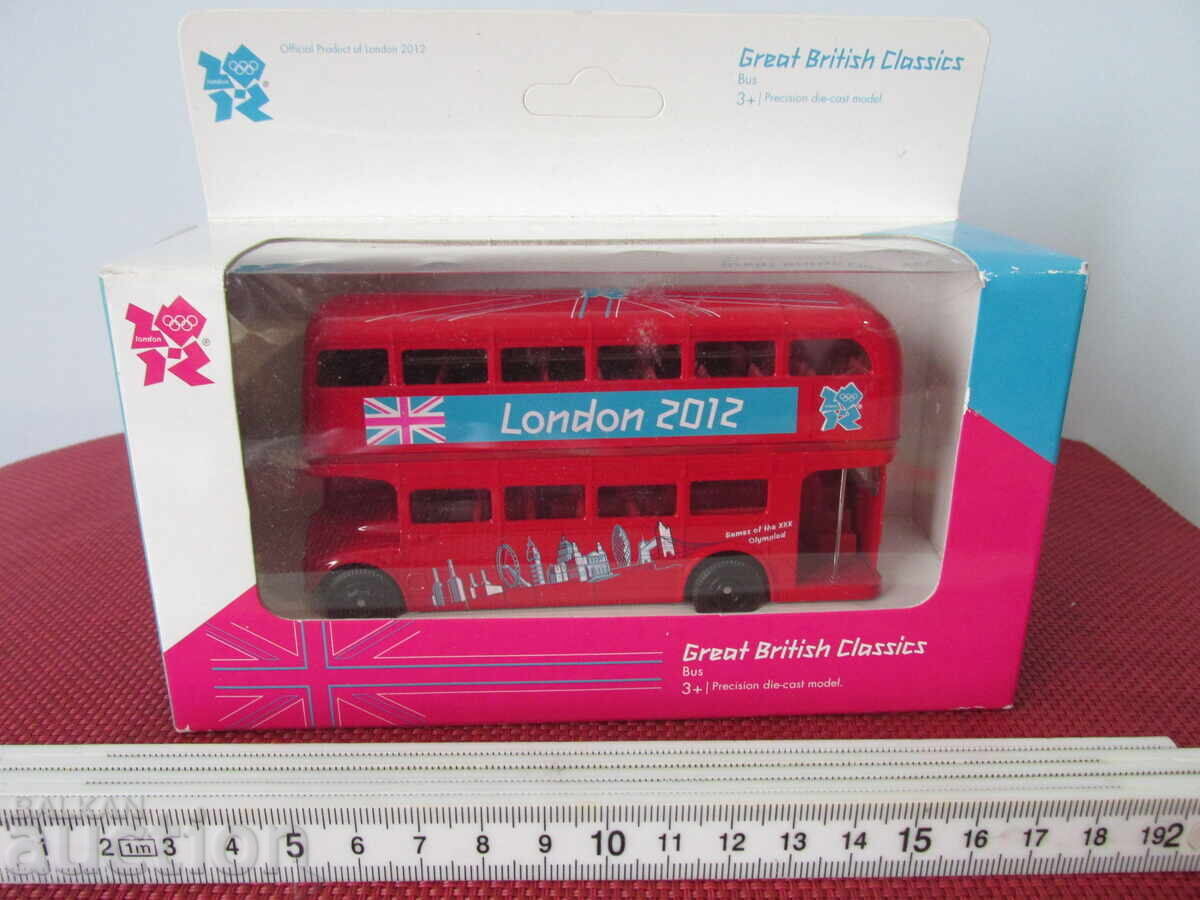 Official Product of London 2012
london
®
Great British Classics
Bus
3+ | Precision die-cast model
london
®
London 2012
Games of the XXX
Olympiad
Great British Classics
Bus
3+ | Precision die-cast model.
BALKAN
auction
1 2 1m 3 4 5 6 7 8 9 10 11 12 13 14 15 16 17 18 19 2